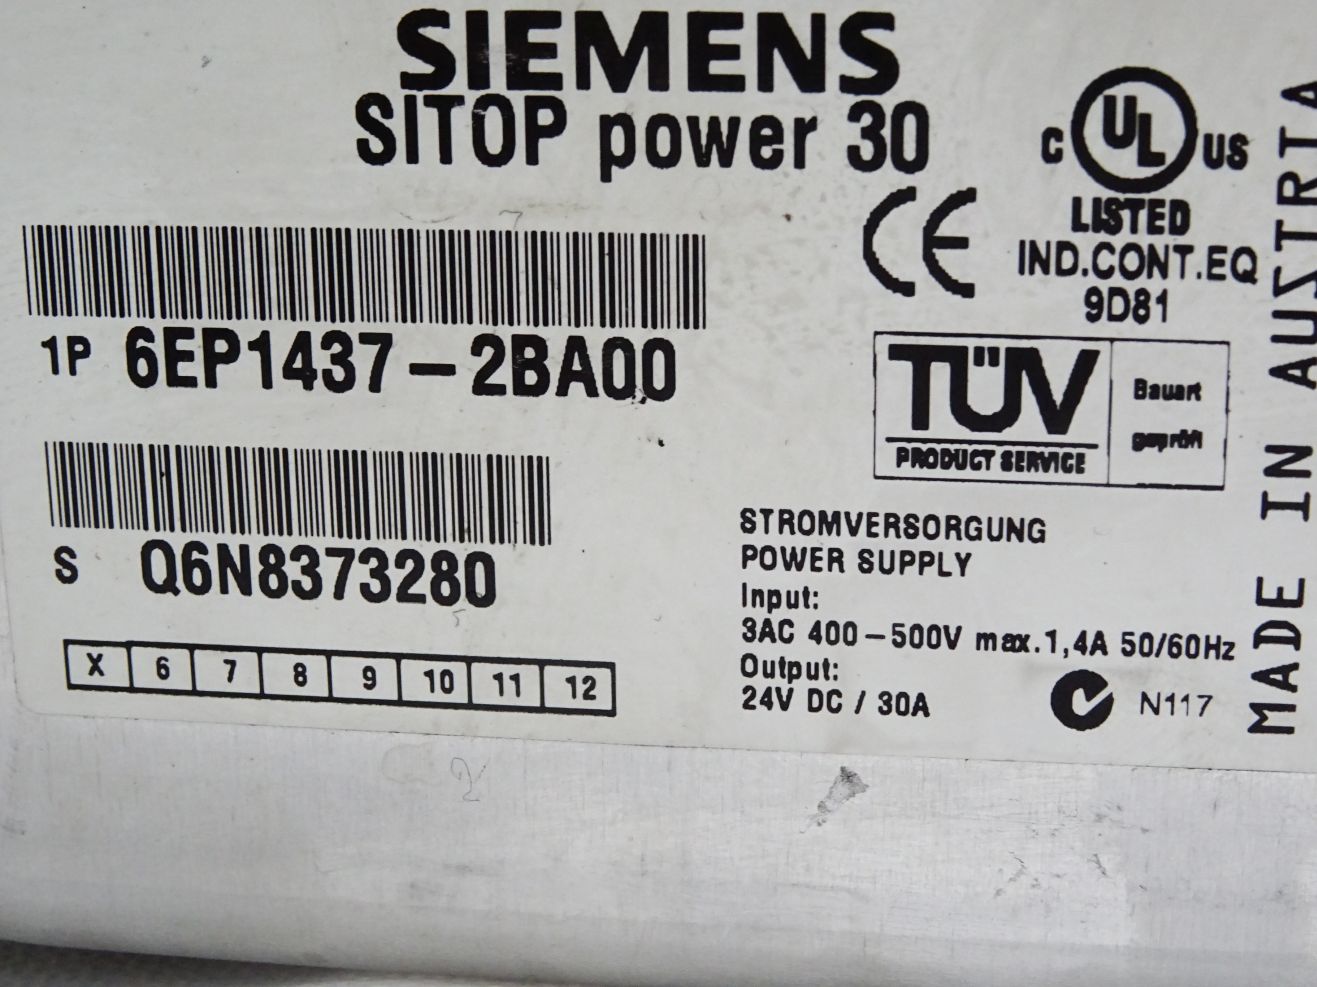 SIEMENS
SITOP power 30
C UL US
LISTED
IND.CONT.EQ
9D81
CE
1P 6EP1437-2BA00
TÜV
PRODUCT SERVICE
Bauart
geprüft
S Q6N8373280
X 6 7 8 9 10 11 12
STROMVERSORGUNG
POWER SUPPLY
Input:
3AC 400-500V max.1,4A 50/60Hz
Output:
24V DC / 30A
N117
MADE IN AUSTRIA
2